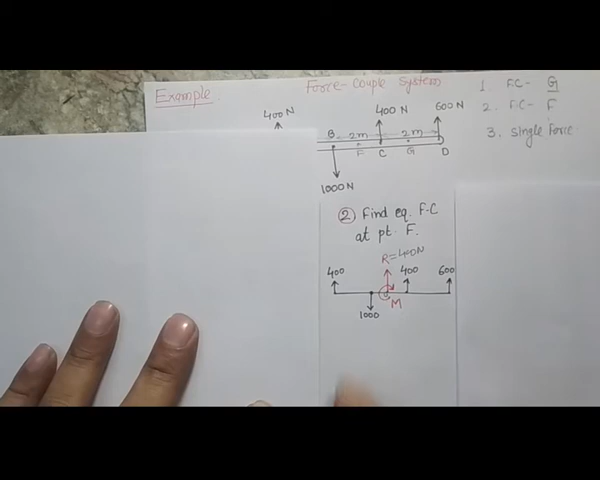 Example
Force-Couple System
1. F.C- G
2. F.C- F
3. Single Force
400 N
400 N
600 N
B 2m 2m
F C G D
1000 N
② Find eq. F-C
at pt. F.
R=400N
400 400 600
M
1000